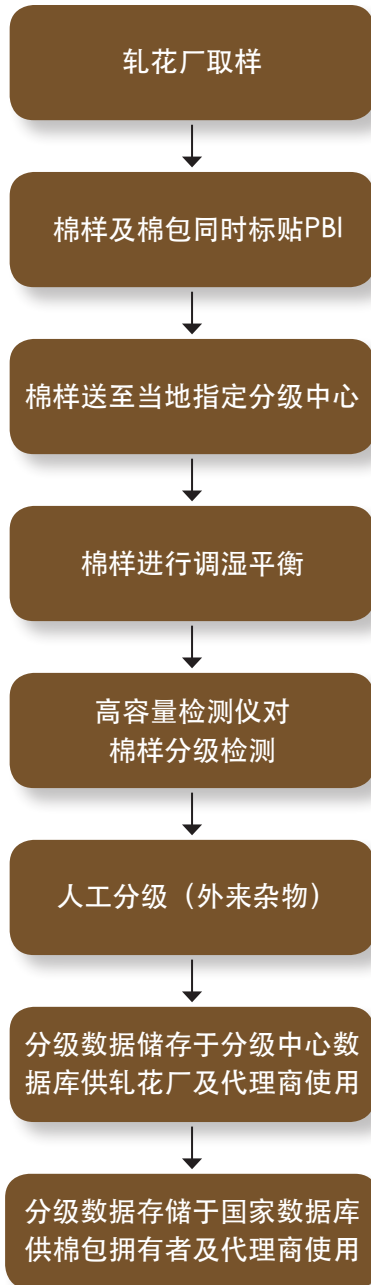 轧花厂取样
棉样及棉包同时标贴PBI
棉样送至当地指定分级中心
棉样进行调湿平衡
高容量检测仪对
棉样分级检测
人工分级（外来杂物）
分级数据储存于分级中心数
据库供轧花厂及代理商使用
分级数据存储于国家数据库
供棉包拥有者及代理商使用